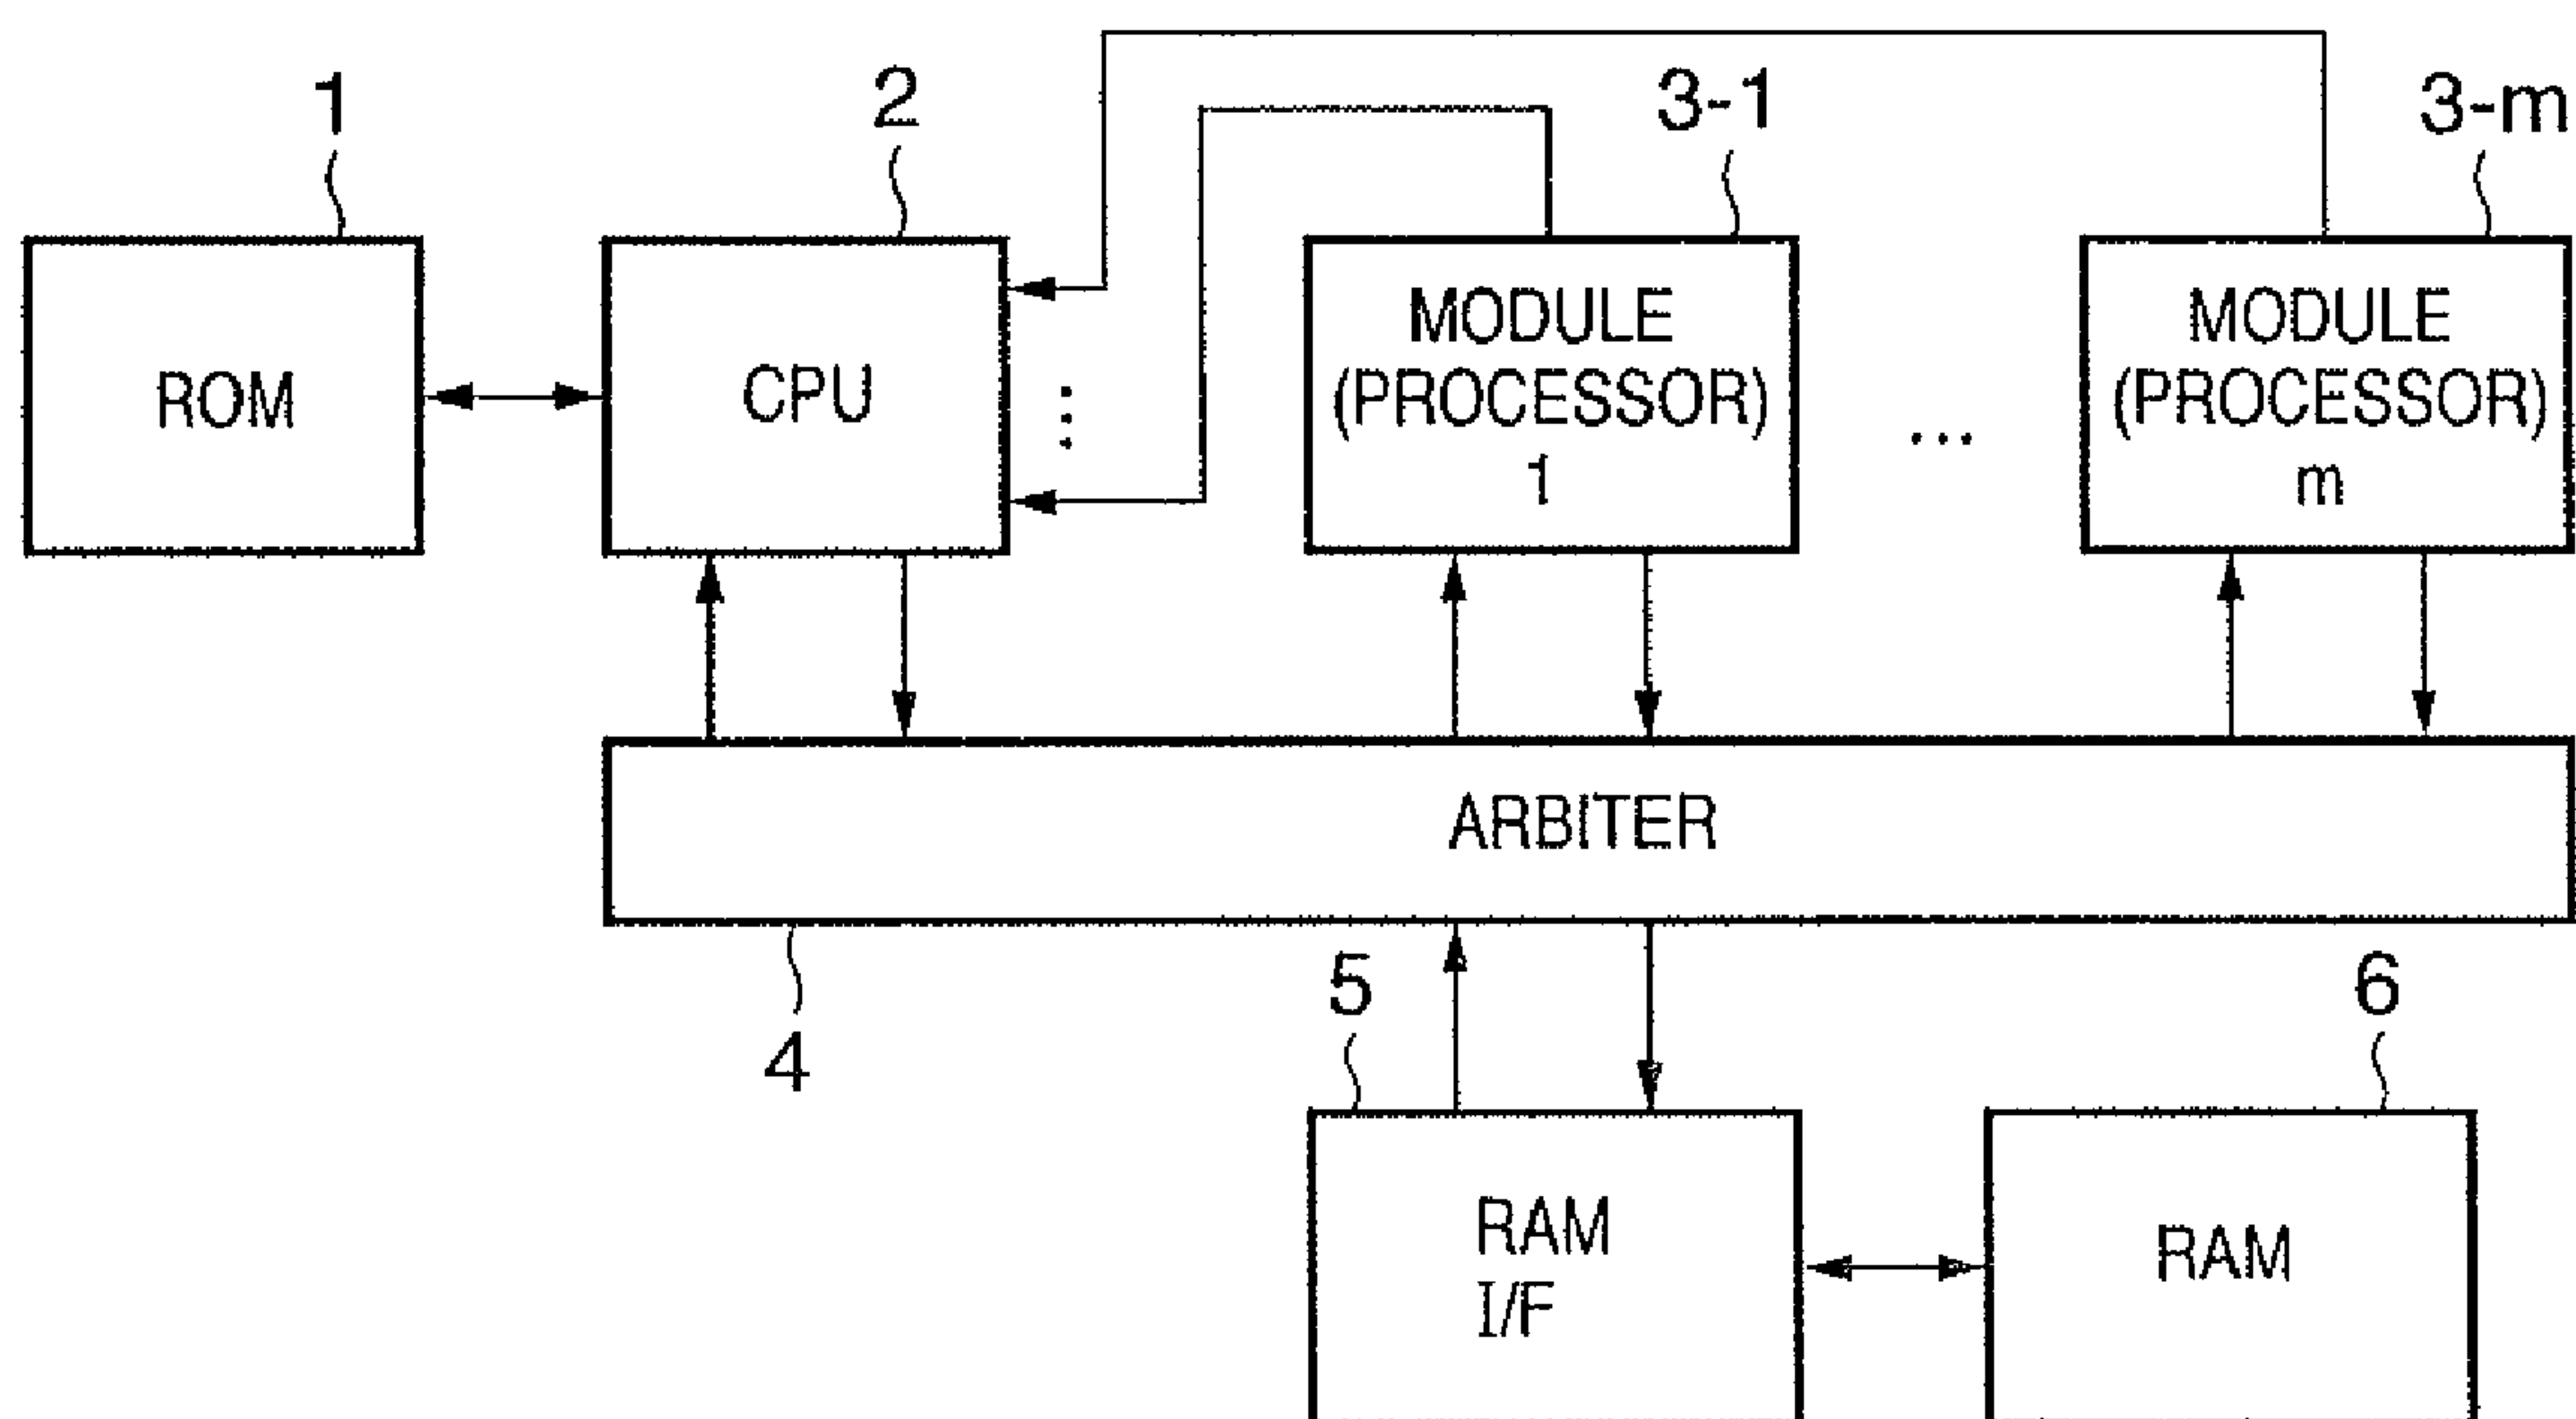 1
2
3-1
3-m
ROM
CPU
MODULE
(PROCESSOR)
1
...
MODULE
(PROCESSOR)
m
ARBITER
4
5
6
RAM
I/F
RAM